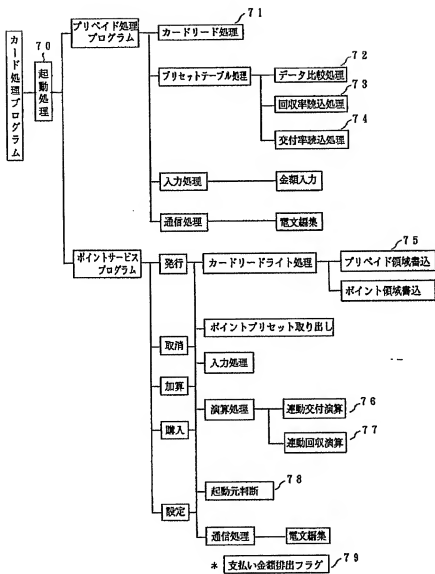 カード処理プログラム
70
起動処理
プリペイド処理
プログラム
71
カードリード処理
プリセットテーブル処理
72
データ比較処理
73
回収率読込処理
74
交付率読込処理
入力処理
金額入力
通信処理
電文編集
ポイントサービス
プログラム
発行
カードリードライト処理
75
プリペイド領域書込
ポイント領域書込
ポイントプリセット取り出し
取消
入力処理
加算
演算処理
76
連動交付演算
購入
77
連動回収演算
78
起動元判断
設定
通信処理
電文編集
79
* 支払い金額排出フラグ